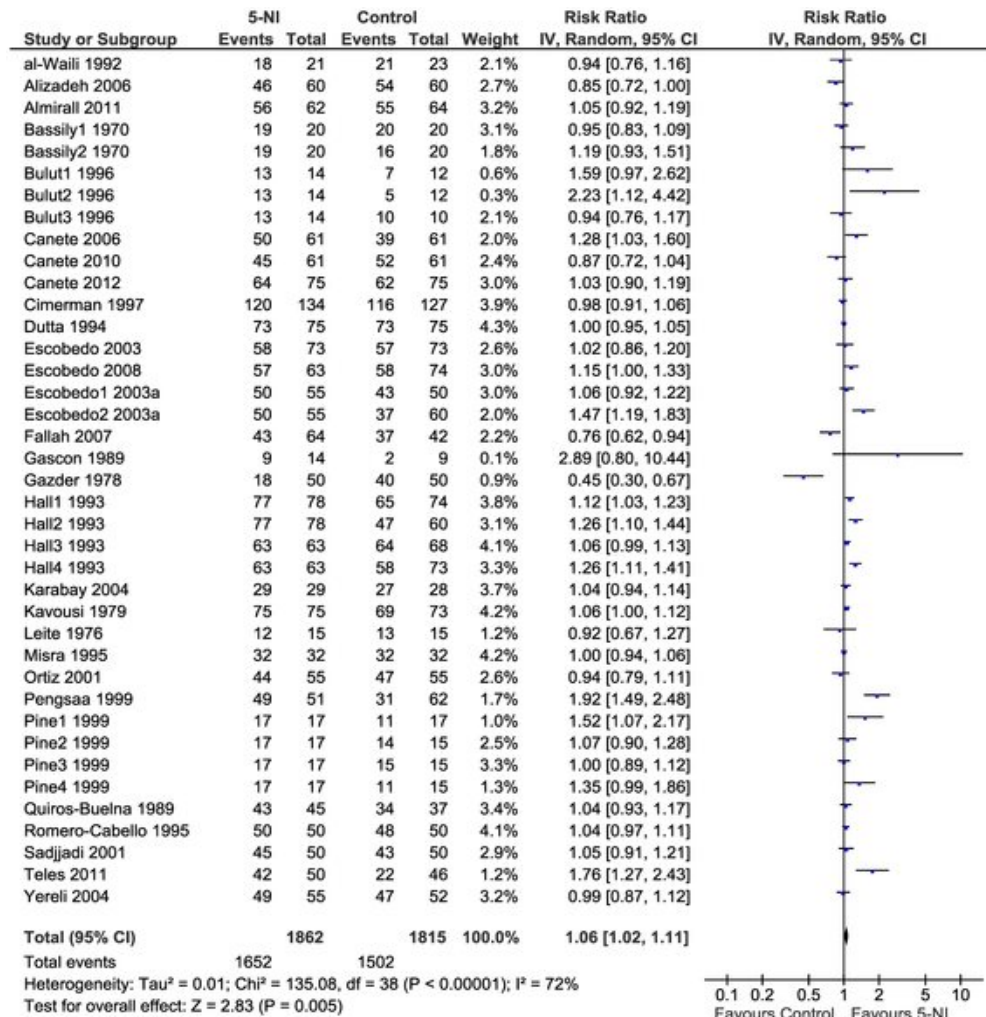 5-NI Control Risk Ratio Risk Ratio
Study or Subgroup Events Total Events Total Weight IV, Random, 95% CI IV, Random, 95% CI
al-Waili 1992 18 21 21 23 2.1% 0.94 [0.76, 1.16]
Alizadeh 2006 46 60 54 60 2.7% 0.85 [0.72, 1.00]
Almirall 2011 56 62 55 64 3.2% 1.05 [0.92, 1.19]
Bassily1 1970 19 20 20 20 3.1% 0.95 [0.83, 1.09]
Bassily2 1970 19 20 16 20 1.8% 1.19 [0.93, 1.51]
Bulut1 1996 13 14 7 12 0.6% 1.59 [0.97, 2.62]
Bulut2 1996 13 14 5 12 0.3% 2.23 [1.12, 4.42]
Bulut3 1996 13 14 10 10 2.1% 0.94 [0.76, 1.17]
Canete 2006 50 61 39 61 2.0% 1.28 [1.03, 1.60]
Canete 2010 45 61 52 61 2.4% 0.87 [0.72, 1.04]
Canete 2012 64 75 62 75 3.0% 1.03 [0.90, 1.19]
Cimerman 1997 120 134 116 127 3.9% 0.98 [0.91, 1.06]
Dutta 1994 73 75 73 75 4.3% 1.00 [0.95, 1.05]
Escobedo 2003 58 73 57 73 2.6% 1.02 [0.86, 1.20]
Escobedo 2008 57 63 58 74 3.0% 1.15 [1.00, 1.33]
Escobedo1 2003a 50 55 43 50 3.0% 1.06 [0.92, 1.22]
Escobedo2 2003a 50 55 37 60 2.0% 1.47 [1.19, 1.83]
Fallah 2007 43 64 37 42 2.2% 0.76 [0.62, 0.94]
Gascon 1989 9 14 2 9 0.1% 2.89 [0.80, 10.44]
Gazder 1978 18 50 40 50 0.9% 0.45 [0.30, 0.67]
Hall1 1993 77 78 65 74 3.8% 1.12 [1.03, 1.23]
Hall2 1993 77 78 47 60 3.1% 1.26 [1.10, 1.44]
Hall3 1993 63 63 64 68 4.1% 1.06 [0.99, 1.13]
Hall4 1993 63 63 58 73 3.3% 1.26 [1.11, 1.41]
Karabay 2004 29 29 27 28 3.7% 1.04 [0.94, 1.14]
Kavousi 1979 75 75 69 73 4.2% 1.06 [1.00, 1.12]
Leite 1976 12 15 13 15 1.2% 0.92 [0.67, 1.27]
Misra 1995 32 32 32 32 4.2% 1.00 [0.94, 1.06]
Ortiz 2001 44 55 47 55 2.6% 0.94 [0.79, 1.11]
Pengsaa 1999 49 51 31 62 1.7% 1.92 [1.49, 2.48]
Pine1 1999 17 17 11 17 1.0% 1.52 [1.07, 2.17]
Pine2 1999 17 17 14 15 2.5% 1.07 [0.90, 1.28]
Pine3 1999 17 17 15 15 3.3% 1.00 [0.89, 1.12]
Pine4 1999 17 17 11 15 1.3% 1.35 [0.99, 1.86]
Quiros-Buelna 1989 43 45 34 37 3.4% 1.04 [0.93, 1.17]
Romero-Cabello 1995 50 50 48 50 4.1% 1.04 [0.97, 1.11]
Sadjjadi 2001 45 50 43 50 2.9% 1.05 [0.91, 1.21]
Teles 2011 42 50 22 46 1.2% 1.76 [1.27, 2.43]
Yereli 2004 49 55 47 52 3.2% 0.99 [0.87, 1.12]
Total (95% CI) 1862 1815 100.0% 1.06 [1.02, 1.11]
Total events 1652 1502
Heterogeneity: Tau² = 0.01; Chi² = 135.08, df = 38 (P < 0.00001); I² = 72%
Test for overall effect: Z = 2.83 (P = 0.005)
0.1 0.2 0.5 1 2 5 10
Favours Control Favours 5-NI